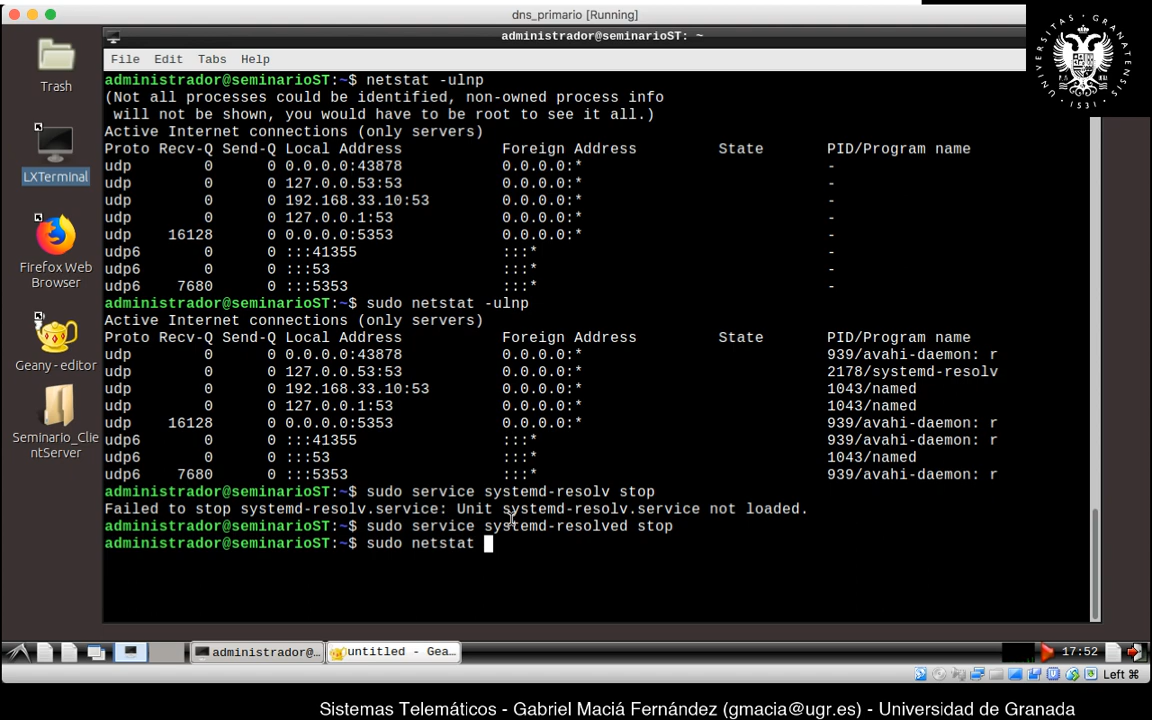 dns_primario [Running]
administrador@seminarioST: ~
File Edit Tabs Help
administrador@seminarioST:~$ netstat -ulnp
(Not all processes could be identified, non-owned process info
will not be shown, you would have to be root to see it all.)
Active Internet connections (only servers)
Proto Recv-Q Send-Q Local Address Foreign Address State PID/Program name
udp 0 0 0.0.0.0:43878 0.0.0.0:* -
udp 0 0 127.0.0.53:53 0.0.0.0:* -
udp 0 0 192.168.33.10:53 0.0.0.0:* -
udp 0 0 127.0.0.1:53 0.0.0.0:* -
udp 16128 0 0.0.0.0:5353 0.0.0.0:* -
udp6 0 0 :::41355 :::* -
udp6 0 0 :::53 :::* -
udp6 7680 0 :::5353 :::* -
administrador@seminarioST:~$ sudo netstat -ulnp
Active Internet connections (only servers)
Proto Recv-Q Send-Q Local Address Foreign Address State PID/Program name
udp 0 0 0.0.0.0:43878 0.0.0.0:* 939/avahi-daemon: r
udp 0 0 127.0.0.53:53 0.0.0.0:* 2178/systemd-resolv
udp 0 0 192.168.33.10:53 0.0.0.0:* 1043/named
udp 0 0 127.0.0.1:53 0.0.0.0:* 1043/named
udp 16128 0 0.0.0.0:5353 0.0.0.0:* 939/avahi-daemon: r
udp6 0 0 :::41355 :::* 939/avahi-daemon: r
udp6 0 0 :::53 :::* 1043/named
udp6 7680 0 :::5353 :::* 939/avahi-daemon: r
administrador@seminarioST:~$ sudo service systemd-resolv stop
Failed to stop systemd-resolv.service: Unit systemd-resolv.service not loaded.
administrador@seminarioST:~$ sudo service systemd-resolved stop
administrador@seminarioST:~$ sudo netstat
Trash
LXTerminal
Firefox Web
Browser
Geany - editor
Seminario_Clie
ntServer
UNIVERSITAS GRANATENSIS
1531
administrador@...
untitled - Gea...
17:52
Left ⌘
Sistemas Telemáticos - Gabriel Maciá Fernández (gmacia@ugr.es) - Universidad de Granada